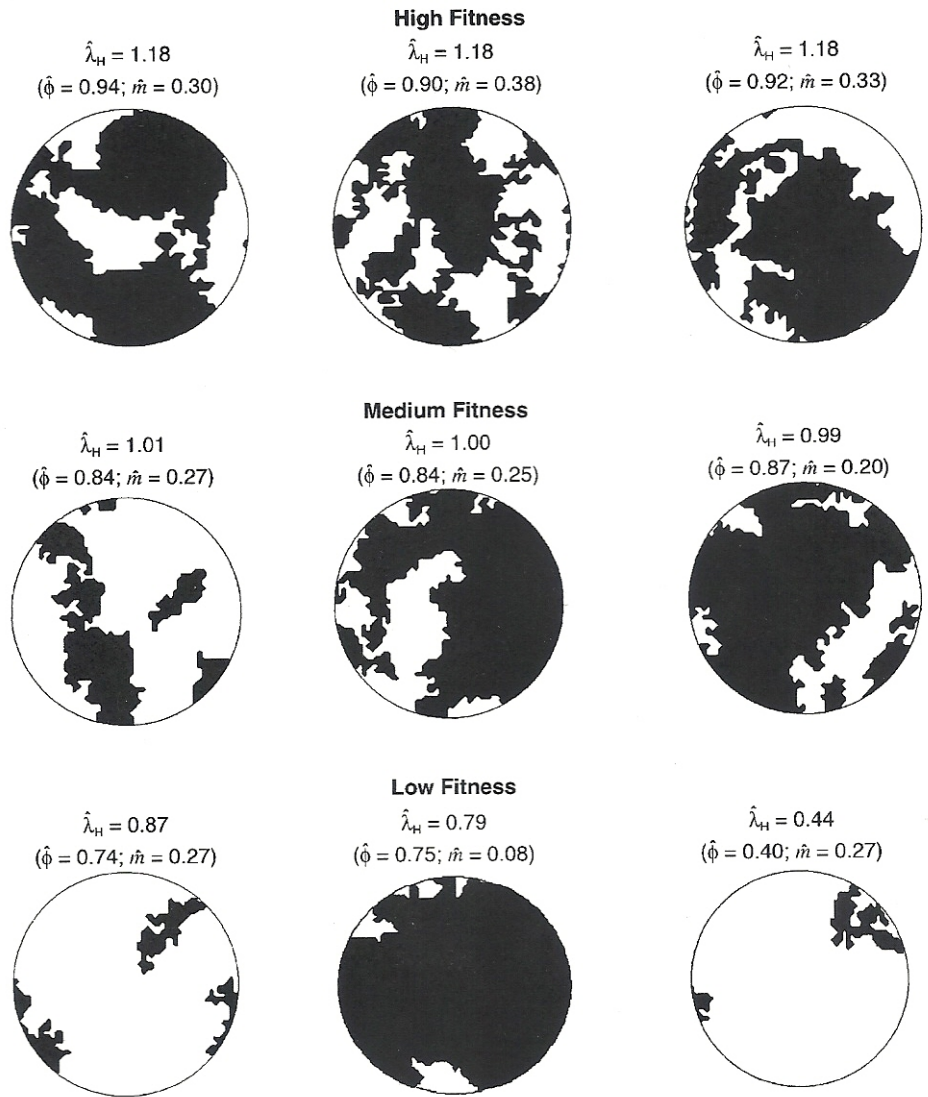 High Fitness
λ̂H = 1.18
(ϕ̂ = 0.94; m̂ = 0.30)
λ̂H = 1.18
(ϕ̂ = 0.90; m̂ = 0.38)
λ̂H = 1.18
(ϕ̂ = 0.92; m̂ = 0.33)
Medium Fitness
λ̂H = 1.01
(ϕ̂ = 0.84; m̂ = 0.27)
λ̂H = 1.00
(ϕ̂ = 0.84; m̂ = 0.25)
λ̂H = 0.99
(ϕ̂ = 0.87; m̂ = 0.20)
Low Fitness
λ̂H = 0.87
(ϕ̂ = 0.74; m̂ = 0.27)
λ̂H = 0.79
(ϕ̂ = 0.75; m̂ = 0.08)
λ̂H = 0.44
(ϕ̂ = 0.40; m̂ = 0.27)